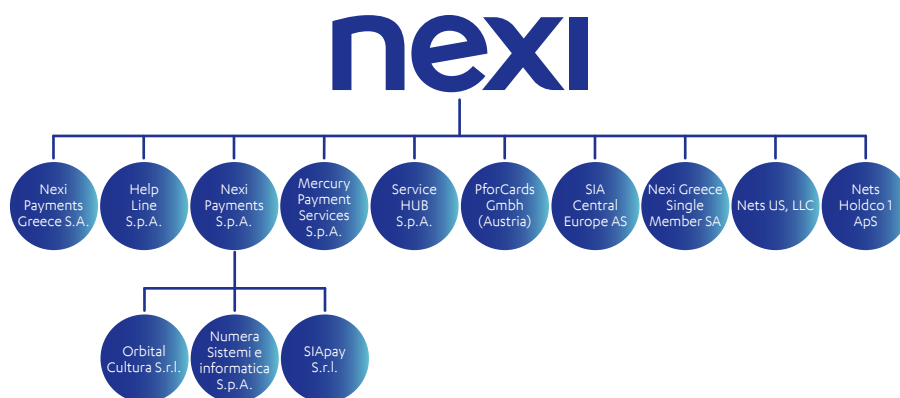 nexi
Nexi
Payments
Greece S.A.
Help
Line
S.p.A.
Nexi
Payments
S.p.A.
Mercury
Payment
Services
S.p.A.
Service
HUB
S.p.A.
PforCards
Gmbh
(Austria)
SIA
Central
Europe AS
Nexi Greece
Single
Member SA
Nets US, LLC
Nets
Holdco 1
ApS
Orbital
Cultura S.r.l.
Numera
Sistemi e
informatica
S.p.A.
SIApay
S.r.l.